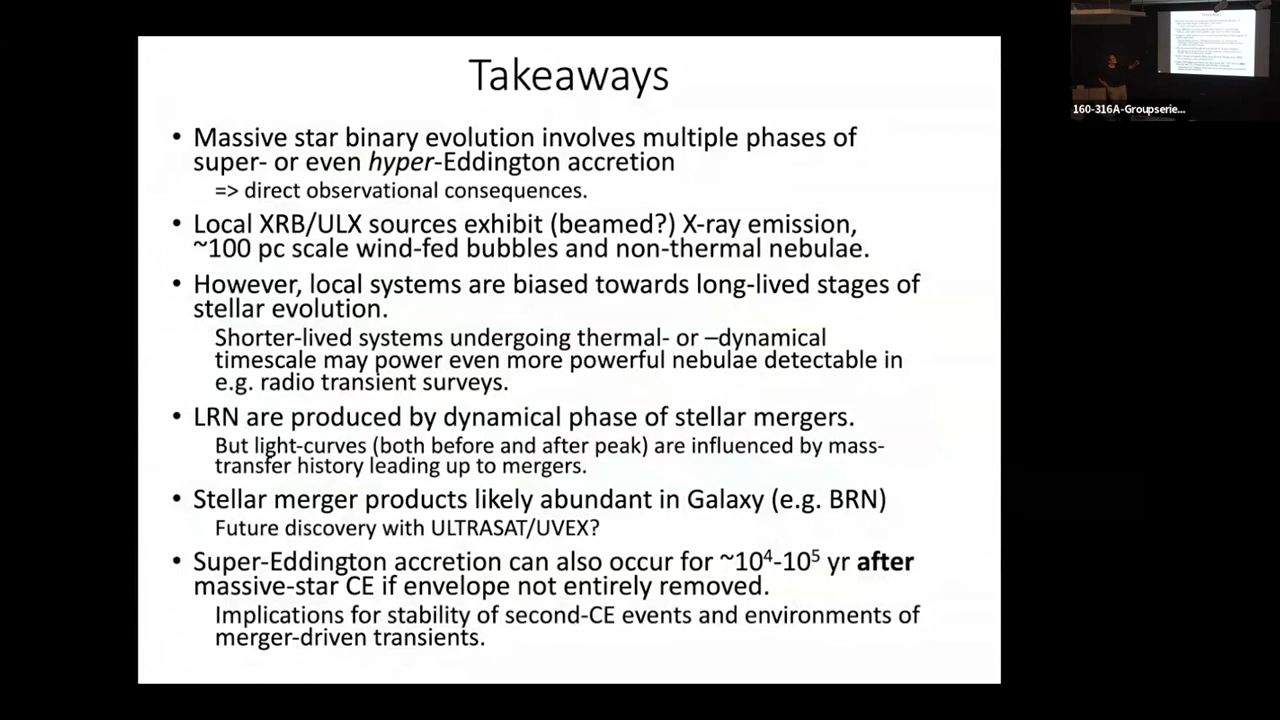 Takeaways
• Massive star binary evolution involves multiple phases of
super- or even hyper-Eddington accretion
=> direct observational consequences.
• Local XRB/ULX sources exhibit (beamed?) X-ray emission,
~100 pc scale wind-fed bubbles and non-thermal nebulae.
• However, local systems are biased towards long-lived stages of
stellar evolution.
Shorter-lived systems undergoing thermal- or –dynamical
timescale may power even more powerful nebulae detectable in
e.g. radio transient surveys.
• LRN are produced by dynamical phase of stellar mergers.
But light-curves (both before and after peak) are influenced by mass-
transfer history leading up to mergers.
• Stellar merger products likely abundant in Galaxy (e.g. BRN)
Future discovery with ULTRASAT/UVEX?
• Super-Eddington accretion can also occur for ~10⁴-10⁵ yr after
massive-star CE if envelope not entirely removed.
Implications for stability of second-CE events and environments of
merger-driven transients.
160-316A-Groupserie...